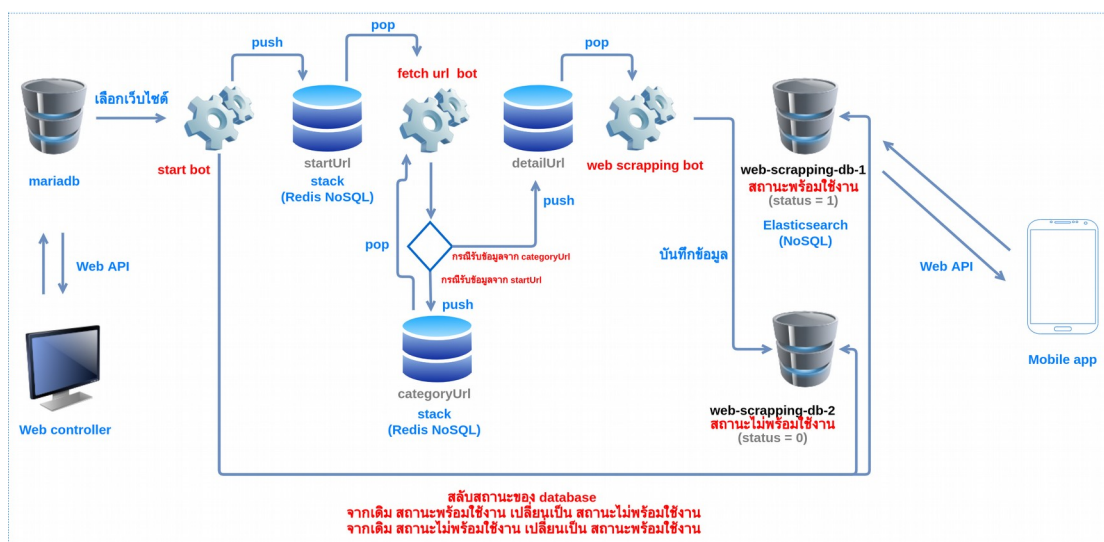 pop
push
pop
fetch url bot
เลือกเว็บไซต์
start bot
mariadb
startUrl
stack
(Redis NoSQL)
detailUrl
web scrapping bot
push
web-scrapping-db-1
สถานะพร้อมใช้งาน
(status = 1)
Elasticsearch
(NoSQL)
Web API
pop
กรณีรับข้อมูลจาก categoryUrl
กรณีรับข้อมูลจาก startUrl
push
บันทึกข้อมูล
Web API
Mobile app
categoryUrl
stack
(Redis NoSQL)
Web controller
web-scrapping-db-2
สถานะไม่พร้อมใช้งาน
(status = 0)
สลับสถานะของ database
จากเดิม สถานะพร้อมใช้งาน เปลี่ยนเป็น สถานะไม่พร้อมใช้งาน
จากเดิม สถานะไม่พร้อมใช้งาน เปลี่ยนเป็น สถานะพร้อมใช้งาน